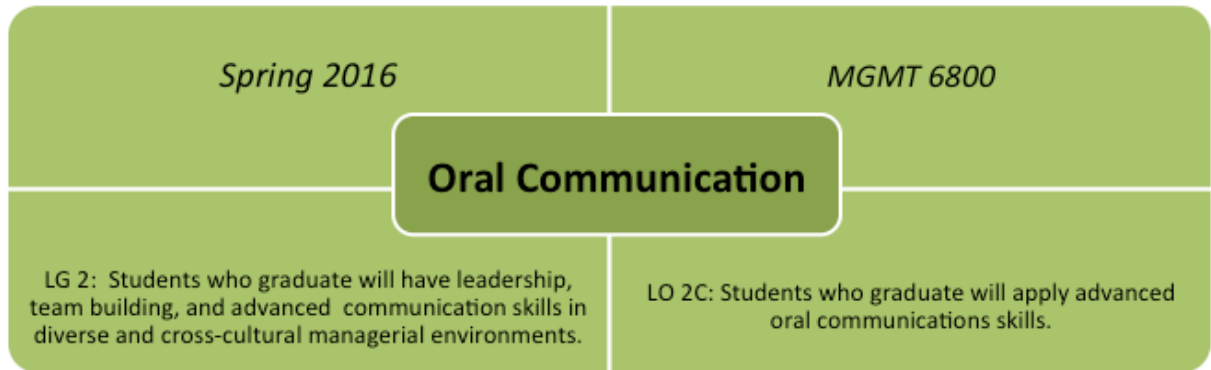 Spring 2016
MGMT 6800
Oral Communication
LG 2:  Students who graduate will have leadership,
team building, and advanced  communication skills in
diverse and cross-cultural managerial environments.
LO 2C: Students who graduate will apply advanced
oral communications skills.